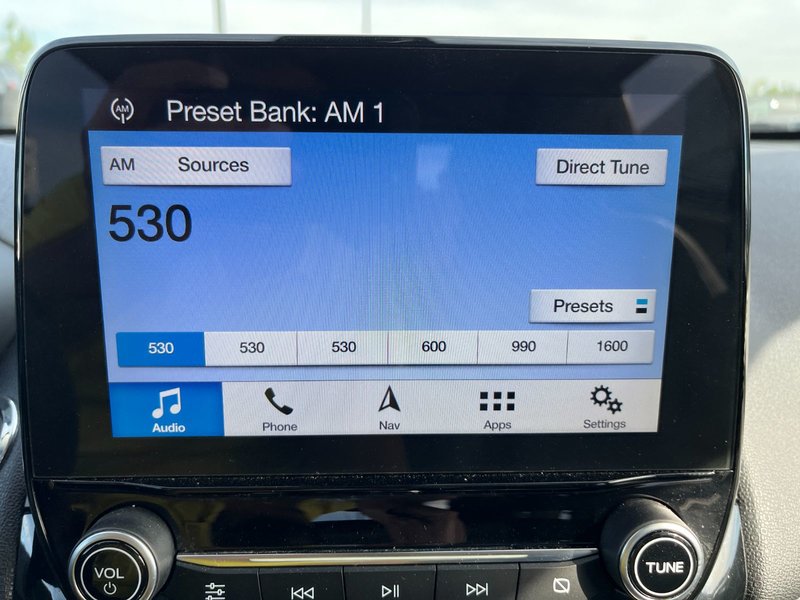 AM
Preset Bank: AM 1
AM Sources
Direct Tune
530
Presets
530 530 530 600 990 1600
Audio Phone Nav Apps Settings
VOL
TUNE